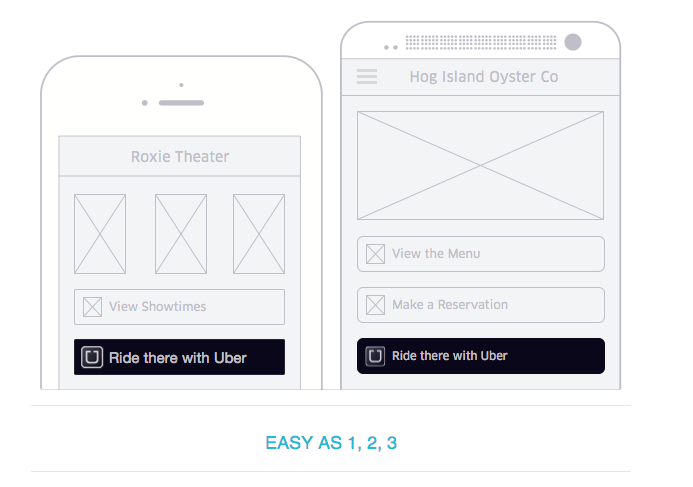 Roxie Theater
View Showtimes
Ride there with Uber
Hog Island Oyster Co
View the Menu
Make a Reservation
Ride there with Uber
EASY AS 1, 2, 3